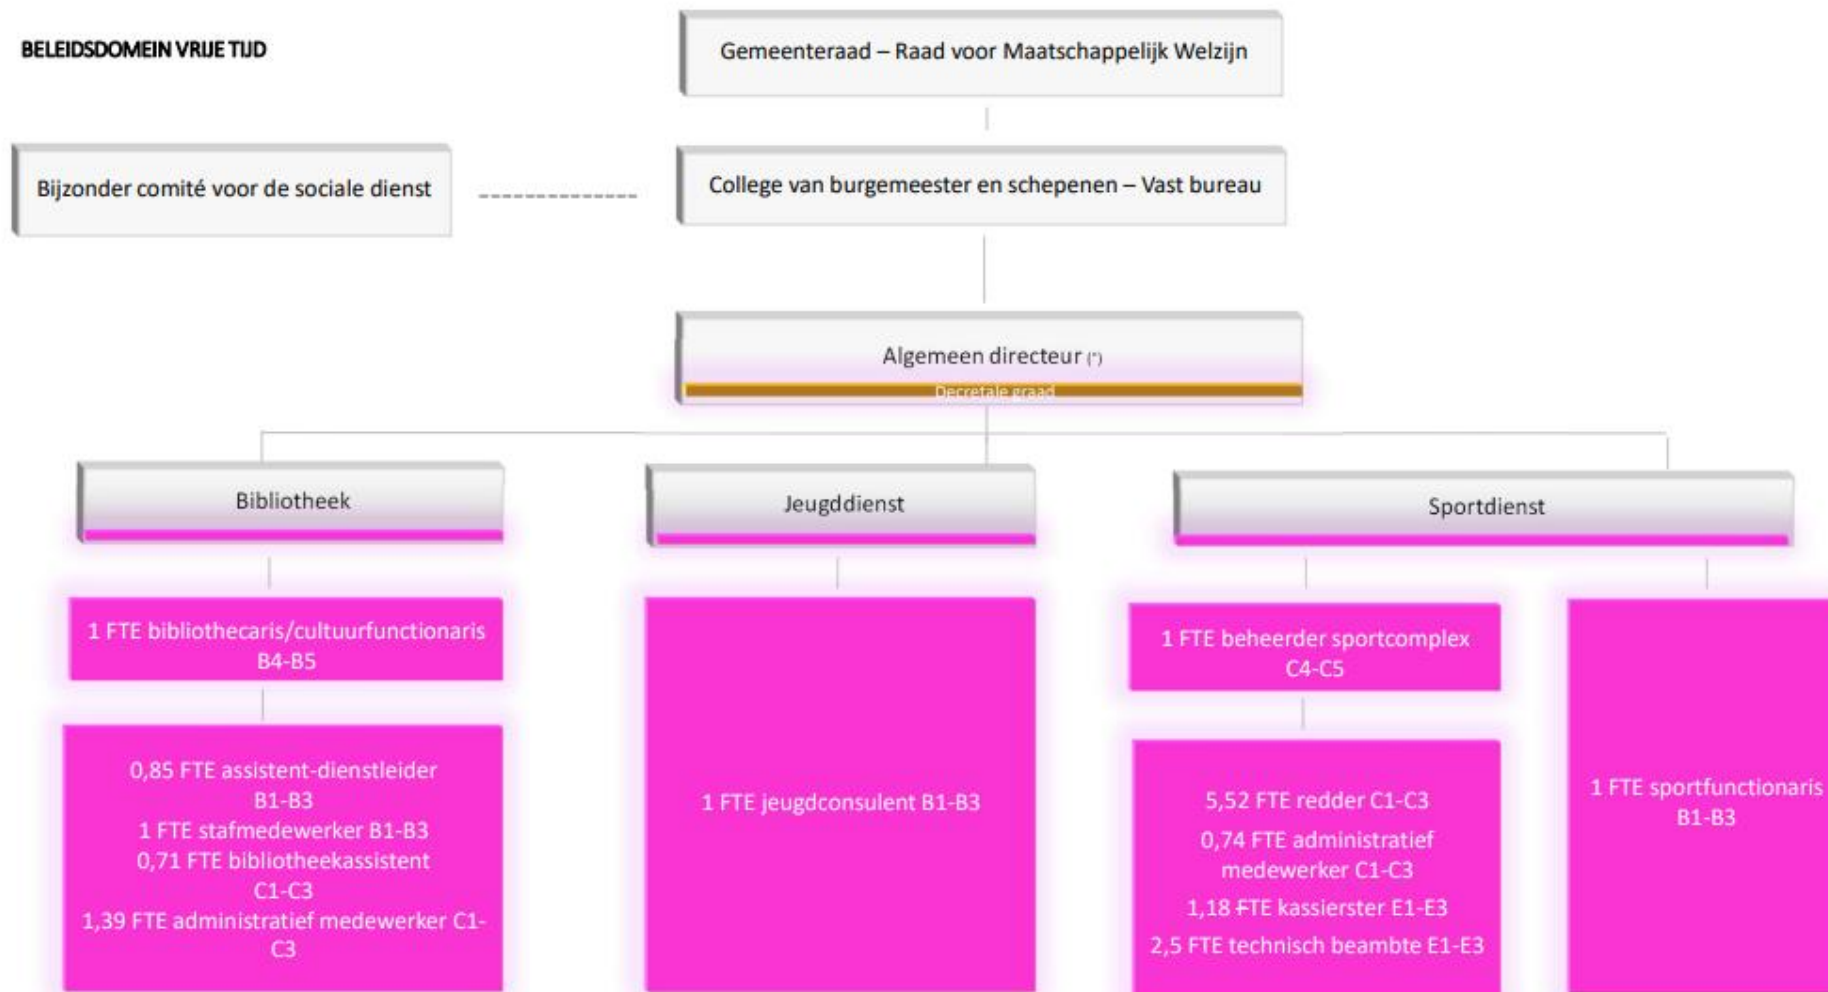 BELEIDSDOMEIN VRIJE TIJD
Gemeenteraad – Raad voor Maatschappelijk Welzijn
Bijzonder comité voor de sociale dienst
College van burgemeester en schepenen – Vast bureau
Algemeen directeur (*)
Decretale graad
Bibliotheek
Jeugddienst
Sportdienst
1 FTE bibliothecaris/cultuurfunctionaris
B4-B5
0,85 FTE assistent-dienstleider
B1-B3
1 FTE stafmedewerker B1-B3
0,71 FTE bibliotheekassistent
C1-C3
1,39 FTE administratief medewerker C1-
C3
1 FTE jeugdconsulent B1-B3
1 FTE beheerder sportcomplex
C4-C5
5,52 FTE redder C1-C3
0,74 FTE administratief
medewerker C1-C3
1,18 FTE kassierster E1-E3
2,5 FTE technisch beambte E1-E3
1 FTE sportfunctionaris
B1-B3